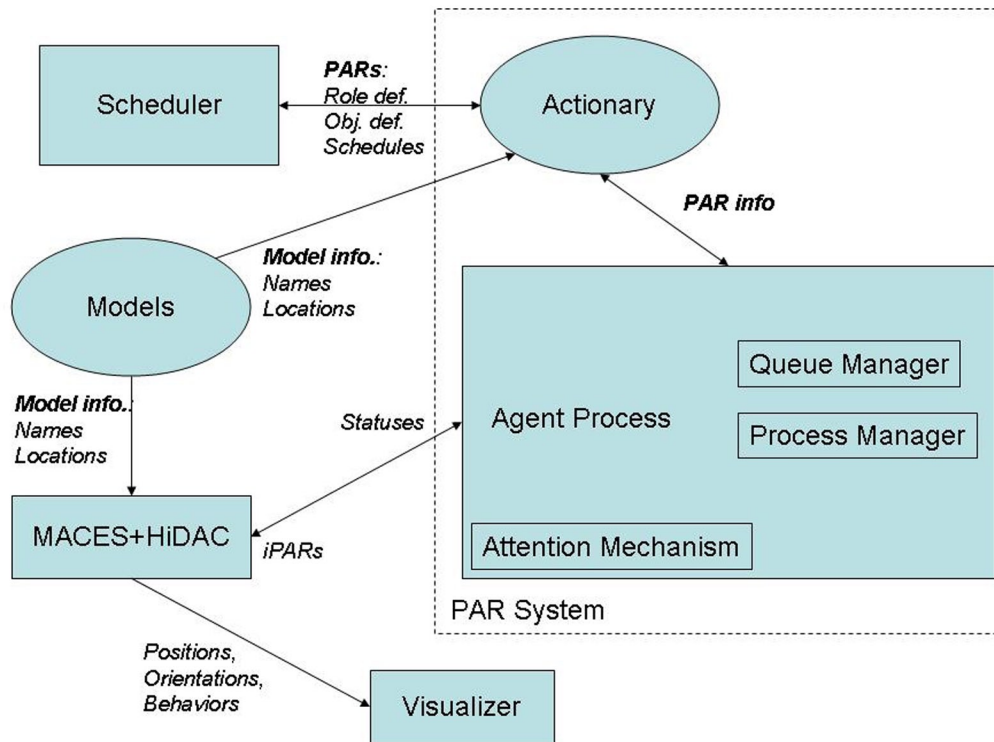 Scheduler
PARs:
Role def.
Obj. def.
Schedules
Actionary
PAR info
Model info.:
Names
Locations
Models
Model info.:
Names
Locations
Queue Manager
Statuses
Agent Process
Process Manager
MACES+HiDAC
iPARs
Attention Mechanism
PAR System
Positions,
Orientations,
Behaviors
Visualizer